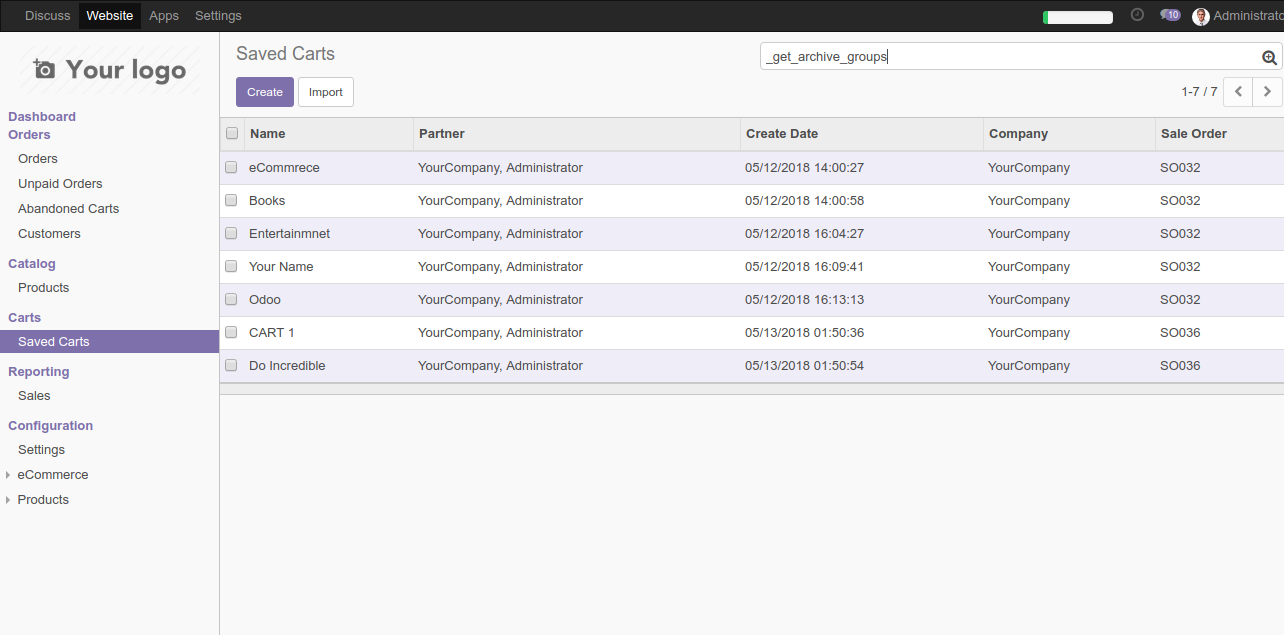 Discuss Website Apps Settings 10 Administrato
Your logo
Saved Carts
_get_archive_groups
Create Import
1-7 / 7
Dashboard
Orders
Orders
Unpaid Orders
Abandoned Carts
Customers
Catalog
Products
Carts
Saved Carts
Reporting
Sales
Configuration
Settings
eCommerce
Products
Name Partner Create Date Company Sale Order
eCommrece YourCompany, Administrator 05/12/2018 14:00:27 YourCompany SO032
Books YourCompany, Administrator 05/12/2018 14:00:58 YourCompany SO032
Entertainmnet YourCompany, Administrator 05/12/2018 16:04:27 YourCompany SO032
Your Name YourCompany, Administrator 05/12/2018 16:09:41 YourCompany SO032
Odoo YourCompany, Administrator 05/12/2018 16:13:13 YourCompany SO032
CART 1 YourCompany, Administrator 05/13/2018 01:50:36 YourCompany SO036
Do Incredible YourCompany, Administrator 05/13/2018 01:50:54 YourCompany SO036